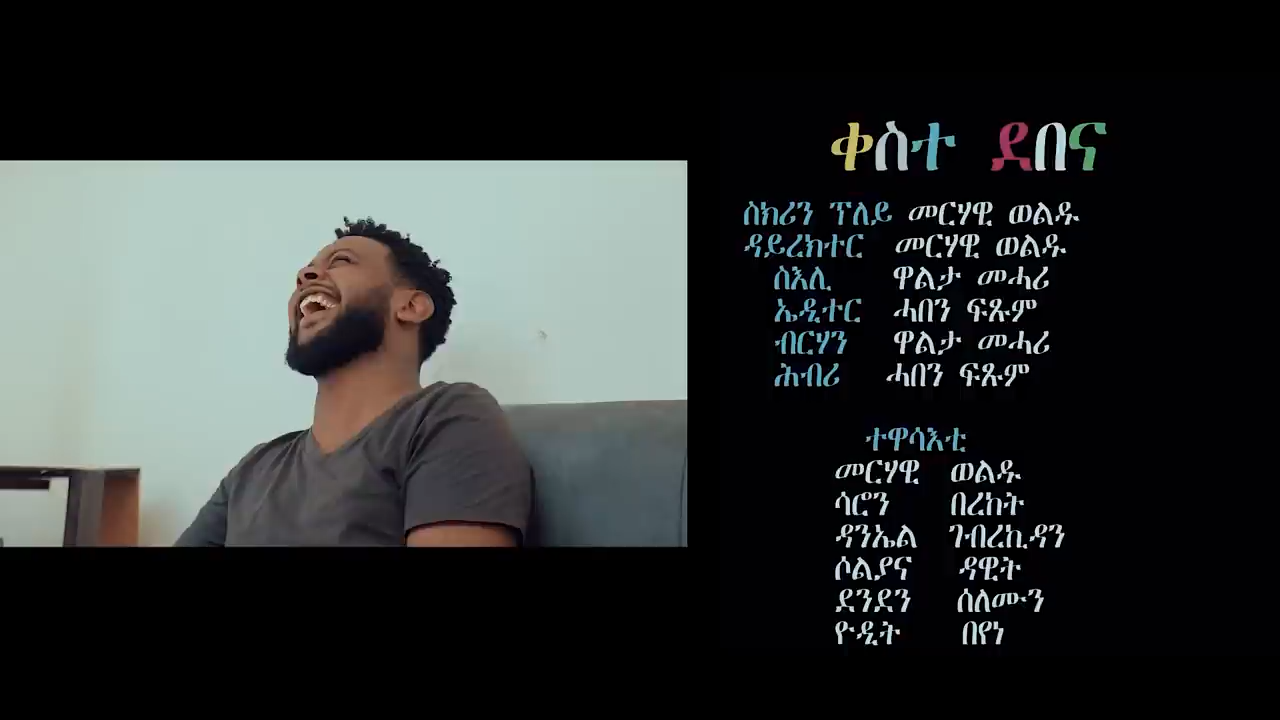 ቀስተ ደበና
ስክሪን ፕለይ መርሃዊ ወልዱ
ዳይረክተር መርሃዊ ወልዱ
ስእሊ ዋልታ መሓሪ
ኤዲተር ሓበን ፍጹም
ብርሃን ዋልታ መሓሪ
ሕብሪ ሓበን ፍጹም
ተዋሳእቲ
መርሃዊ ወልዱ
ሳሮን በረከት
ዳንኤል ገብረኪዳን
ሶልያና ዳዊት
ደንደን ሰለሙን
ዮዲት በየነ